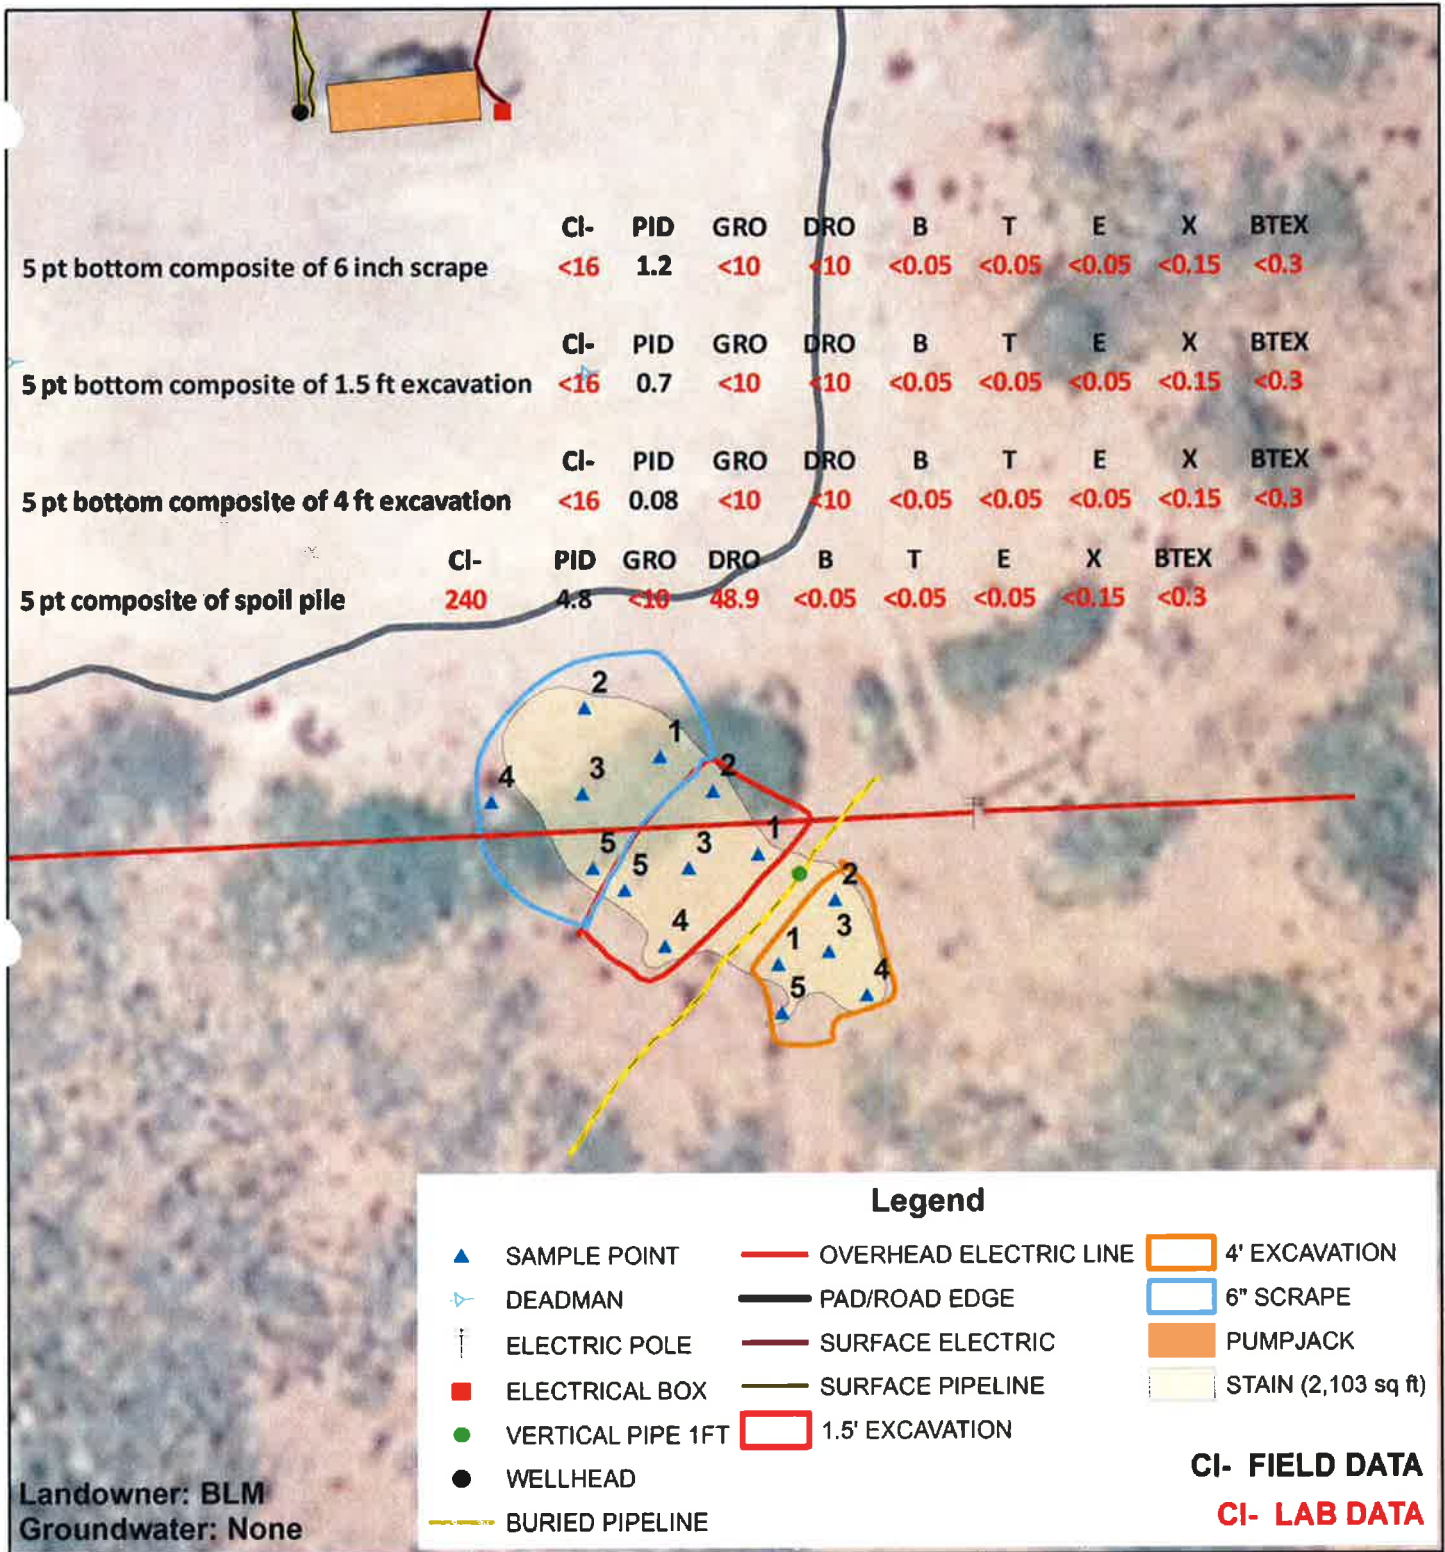 Cl- PID GRO DRO B T E X BTEX
5 pt bottom composite of 6 inch scrape <16 1.2 <10 <10 <0.05 <0.05 <0.05 <0.15 <0.3
Cl- PID GRO DRO B T E X BTEX
5 pt bottom composite of 1.5 ft excavation <16 0.7 <10 <10 <0.05 <0.05 <0.05 <0.15 <0.3
Cl- PID GRO DRO B T E X BTEX
5 pt bottom composite of 4 ft excavation <16 0.08 <10 <10 <0.05 <0.05 <0.05 <0.15 <0.3
Cl- PID GRO DRO B T E X BTEX
5 pt composite of spoil pile 240 4.8 <10 48.9 <0.05 <0.05 <0.05 <0.15 <0.3
2
1
4 3 2
5 3 1
5
4
2
1 3
5 4
Legend
SAMPLE POINT
DEADMAN
ELECTRIC POLE
ELECTRICAL BOX
VERTICAL PIPE 1FT
WELLHEAD
BURIED PIPELINE
OVERHEAD ELECTRIC LINE
PAD/ROAD EDGE
SURFACE ELECTRIC
SURFACE PIPELINE
1.5' EXCAVATION
4' EXCAVATION
6" SCRAPE
PUMPJACK
STAIN (2,103 sq ft)
Cl- FIELD DATA
Cl- LAB DATA
Landowner: BLM
Groundwater: None